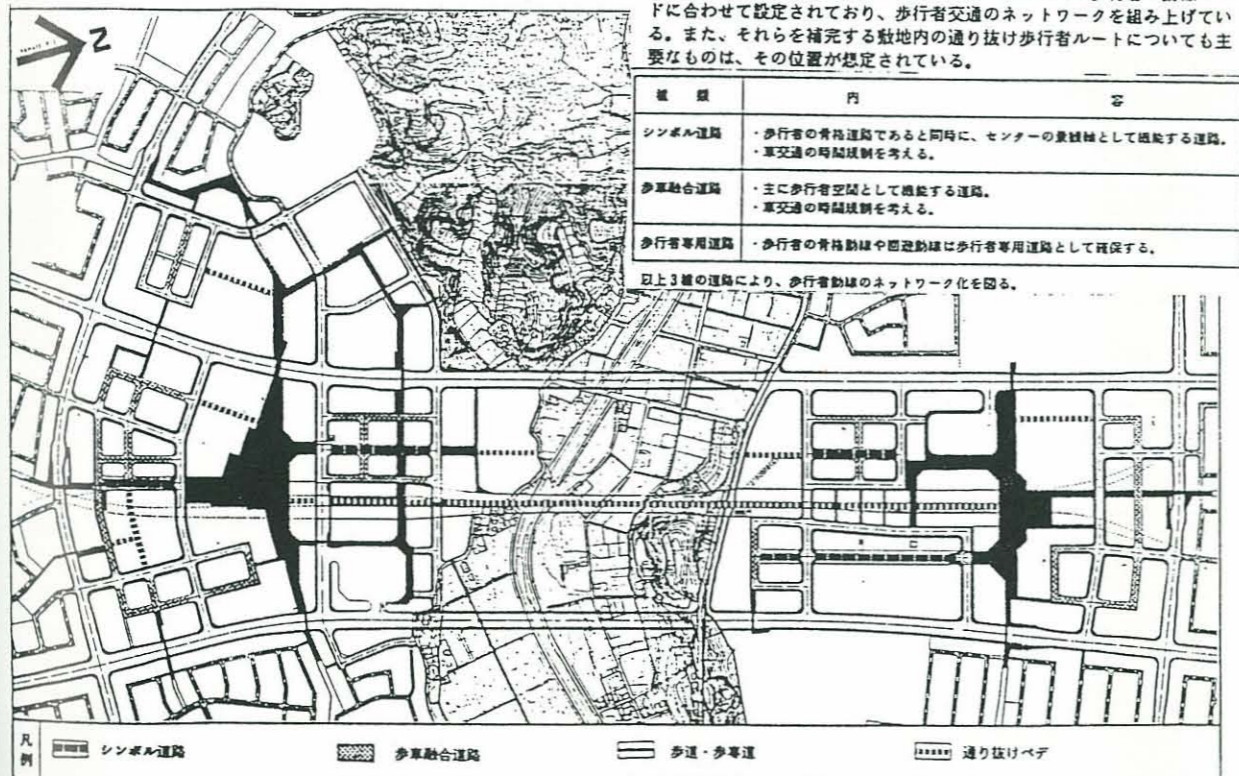 ドに合わせて設定されており、歩行者交通のネットワークを組み上げてい
る。また、それらを補完する敷地内の通り抜け歩行者ルートについても主
要なものは、その位置が想定されている。
種 類 内 容
シンボル道路 ・歩行者の骨格道路であると同時に、センターの景観軸として機能する道路。
・車交通の時間規制を考える。
歩車融合道路 ・主に歩行者空間として機能する道路。
・車交通の時間規制を考える。
歩行者専用道路 ・歩行者の骨格動線や回遊動線は歩行者専用道路として確保する。
以上3種の道路により、歩行者動線のネットワーク化を図る。
Z
凡例 シンボル道路 歩車融合道路 歩道・歩専道 通り抜けペデ